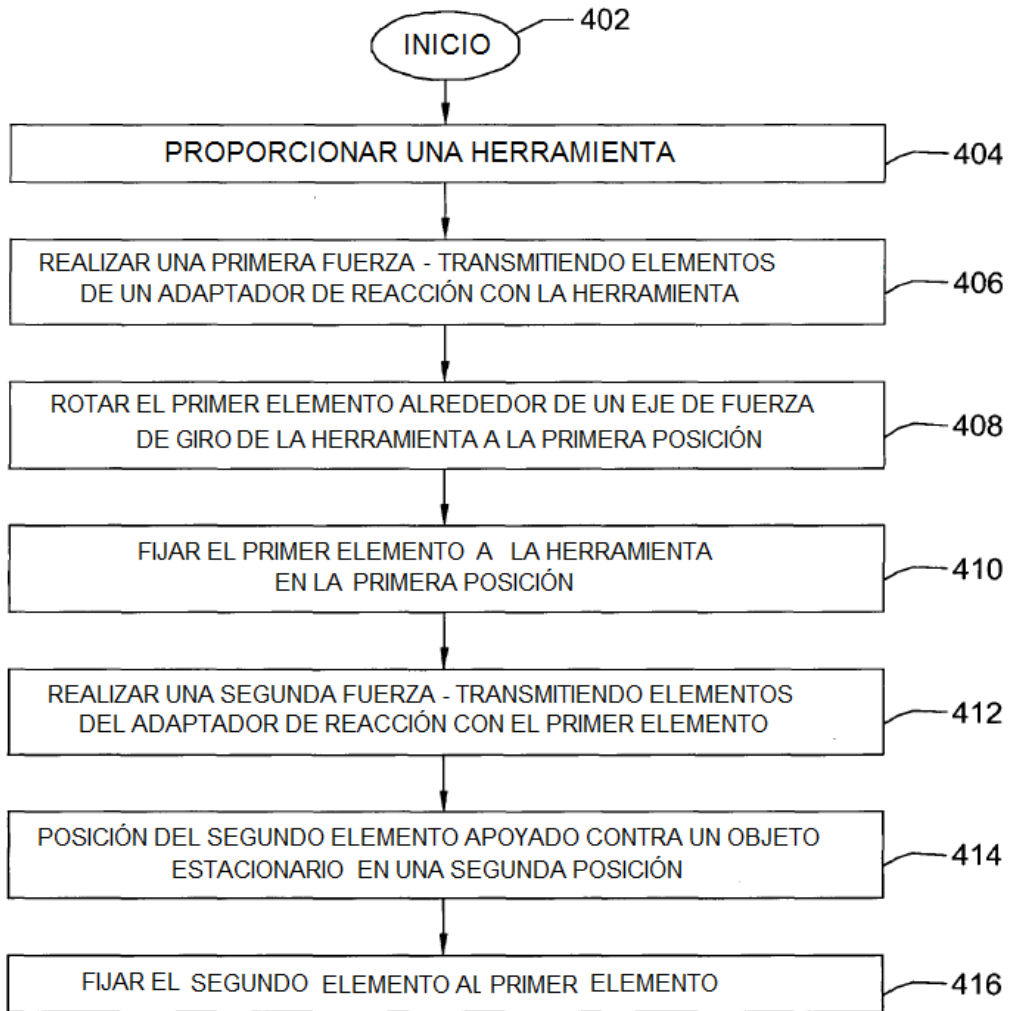 INICIO
402
PROPORCIONAR UNA HERRAMIENTA
404
REALIZAR UNA PRIMERA FUERZA - TRANSMITIENDO ELEMENTOS
DE UN ADAPTADOR DE REACCIÓN CON LA HERRAMIENTA
406
ROTAR EL PRIMER ELEMENTO ALREDEDOR DE UN EJE DE FUERZA
DE GIRO DE LA HERRAMIENTA A LA PRIMERA POSICIÓN
408
FIJAR EL PRIMER ELEMENTO A LA HERRAMIENTA
EN LA PRIMERA POSICIÓN
410
REALIZAR UNA SEGUNDA FUERZA - TRANSMITIENDO ELEMENTOS
DEL ADAPTADOR DE REACCIÓN CON EL PRIMER ELEMENTO
412
POSICIÓN DEL SEGUNDO ELEMENTO APOYADO CONTRA UN OBJETO
ESTACIONARIO EN UNA SEGUNDA POSICIÓN
414
FIJAR EL SEGUNDO ELEMENTO AL PRIMER ELEMENTO
416